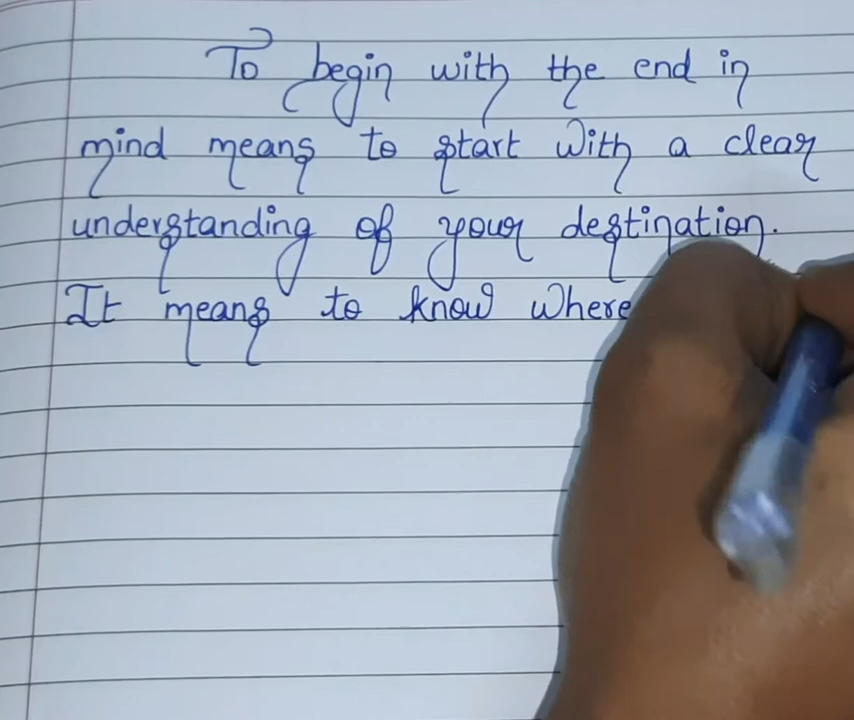 To begin with the end in
mind means to start with a clear
understanding of your destination.
It means to know where